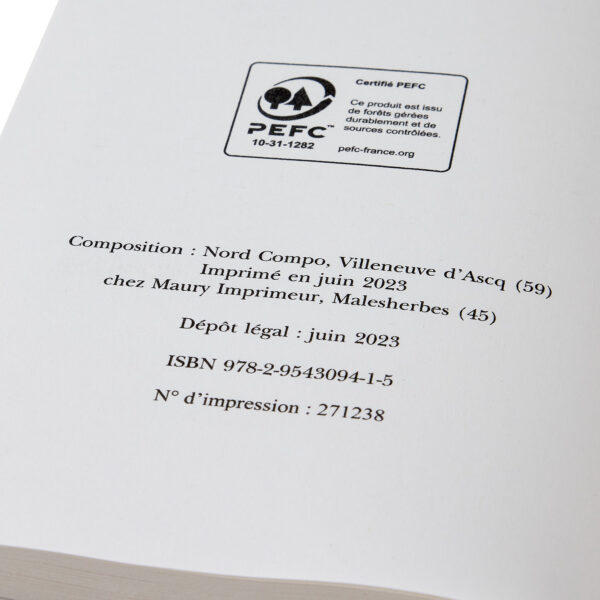 PEFC™
10-31-1282
Certifié PEFC
Ce produit est issu
de forêts gérées
durablement et de
sources contrôlées.
pefc-france.org
Composition : Nord Compo, Villeneuve d'Ascq (59)
Imprimé en juin 2023
chez Maury Imprimeur, Malesherbes (45)
Dépôt légal : juin 2023
ISBN 978-2-9543094-1-5
N° d'impression : 271238